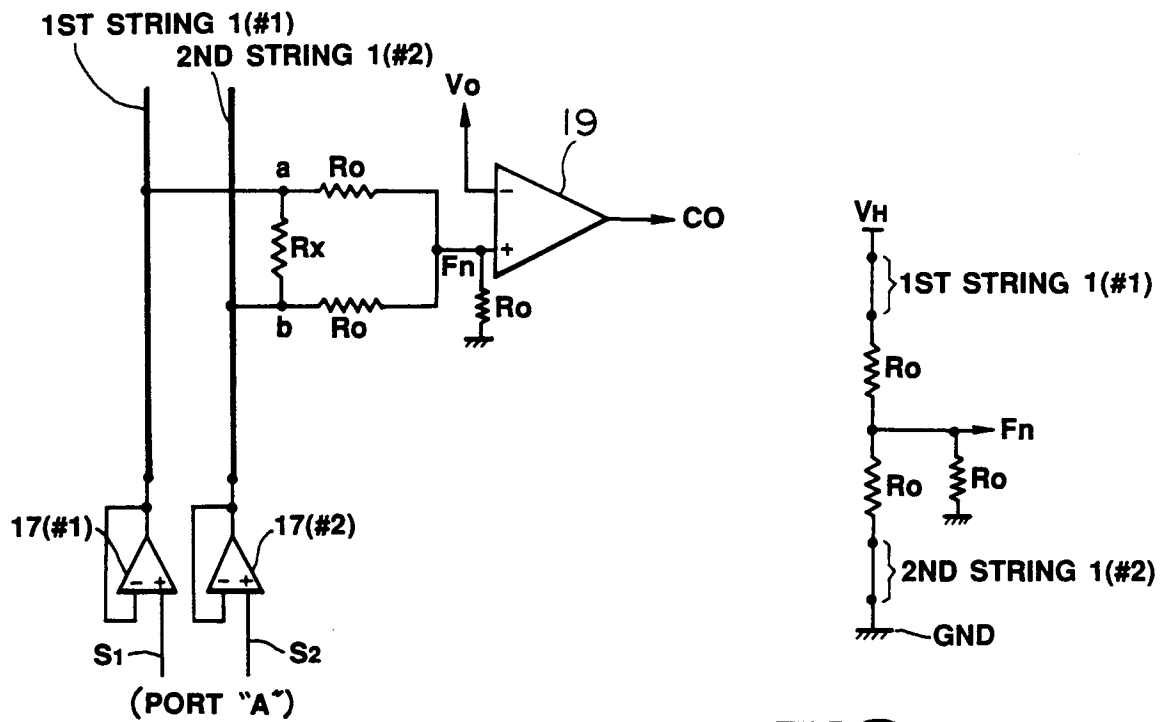 1ST STRING 1(#1)
2ND STRING 1(#2)
Vo
19
a
Ro
CO
Rx
Fn
Ro
b
Ro
17(#1)
17(#2)
S1
S2
(PORT "A")
VH
1ST STRING 1(#1)
Ro
Fn
Ro
Ro
2ND STRING 1(#2)
GND